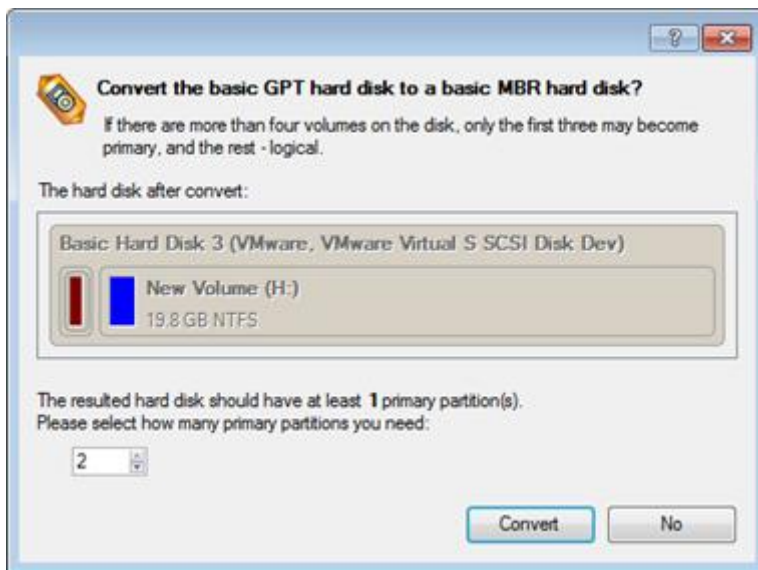 Convert the basic GPT hard disk to a basic MBR hard disk?
If there are more than four volumes on the disk, only the first three may become
primary, and the rest - logical.
The hard disk after convert:
Basic Hard Disk 3 (VMware, VMware Virtual S SCSI Disk Dev)
New Volume (H:)
19.8 GB NTFS
The resulted hard disk should have at least 1 primary partition(s).
Please select how many primary partitions you need:
2
Convert
No